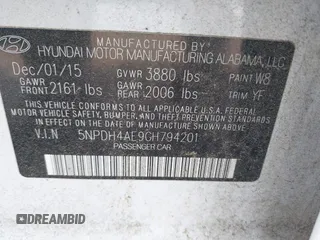 MANUFACTURED BY
HYUNDAI MOTOR MANUFACTURING ALABAMA, LLC
Dec/01/15 GVWR 3880 lbs PAINT W8
GAWR FRONT 2161 lbs GAWR REAR 2006 lbs TRIM YF
THIS VEHICLE CONFORMS TO ALL APPLICABLE FEDERAL
MOTOR VEHICLE SAFETY, BUMPER, AND THEFT PREVENTION
STANDARDS IN EFFECT ON THE DATE OF MANUFACTURE SHOWN ABOVE.
V.I.N 5NPDH4AE9GH794201
PASSENGER CAR
DREAMBID